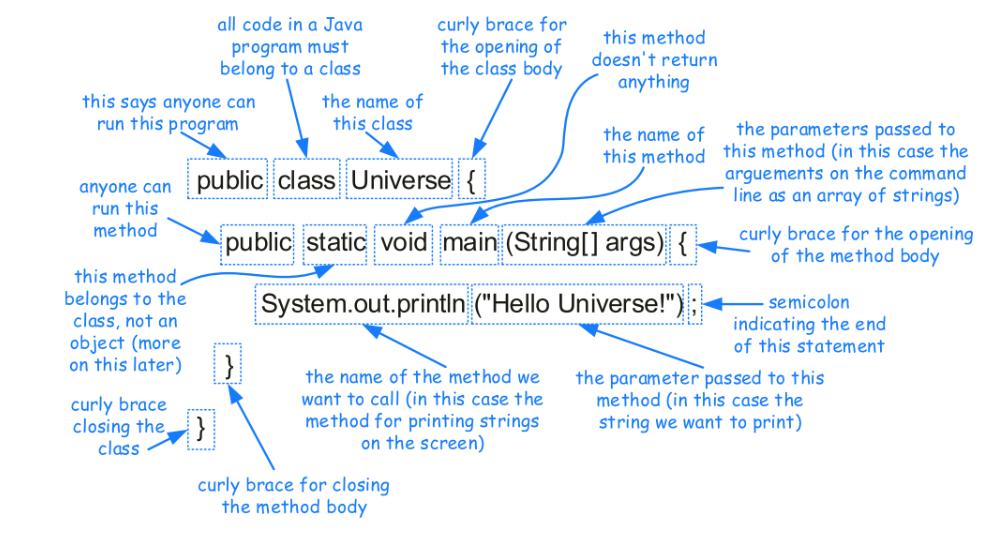 all code in a Java
program must
belong to a class
curly brace
for
the opening of
the class body
this method
doesn't return
anything
this says anyone can
run this program
the name of
this class
the name of
this method
the parameters passed to
this method (in this case the
arguements on the command
line as an array of strings)
public class Universe {
anyone can
run this
method
public static void main (String[] args) {
curly brace for the opening
of the method body
this method
belongs to the
class, not an
object (more
on this later)
System.out.println ("Hello Universe!") ;
semicolon
indicating the end
of this statement
}
the name of the method we
want to call (in this case the
method for printing strings
on the screen)
the parameter passed to this
method (in this case the
string we want to print)
curly brace
closing the
class
}
curly brace for closing
the method body